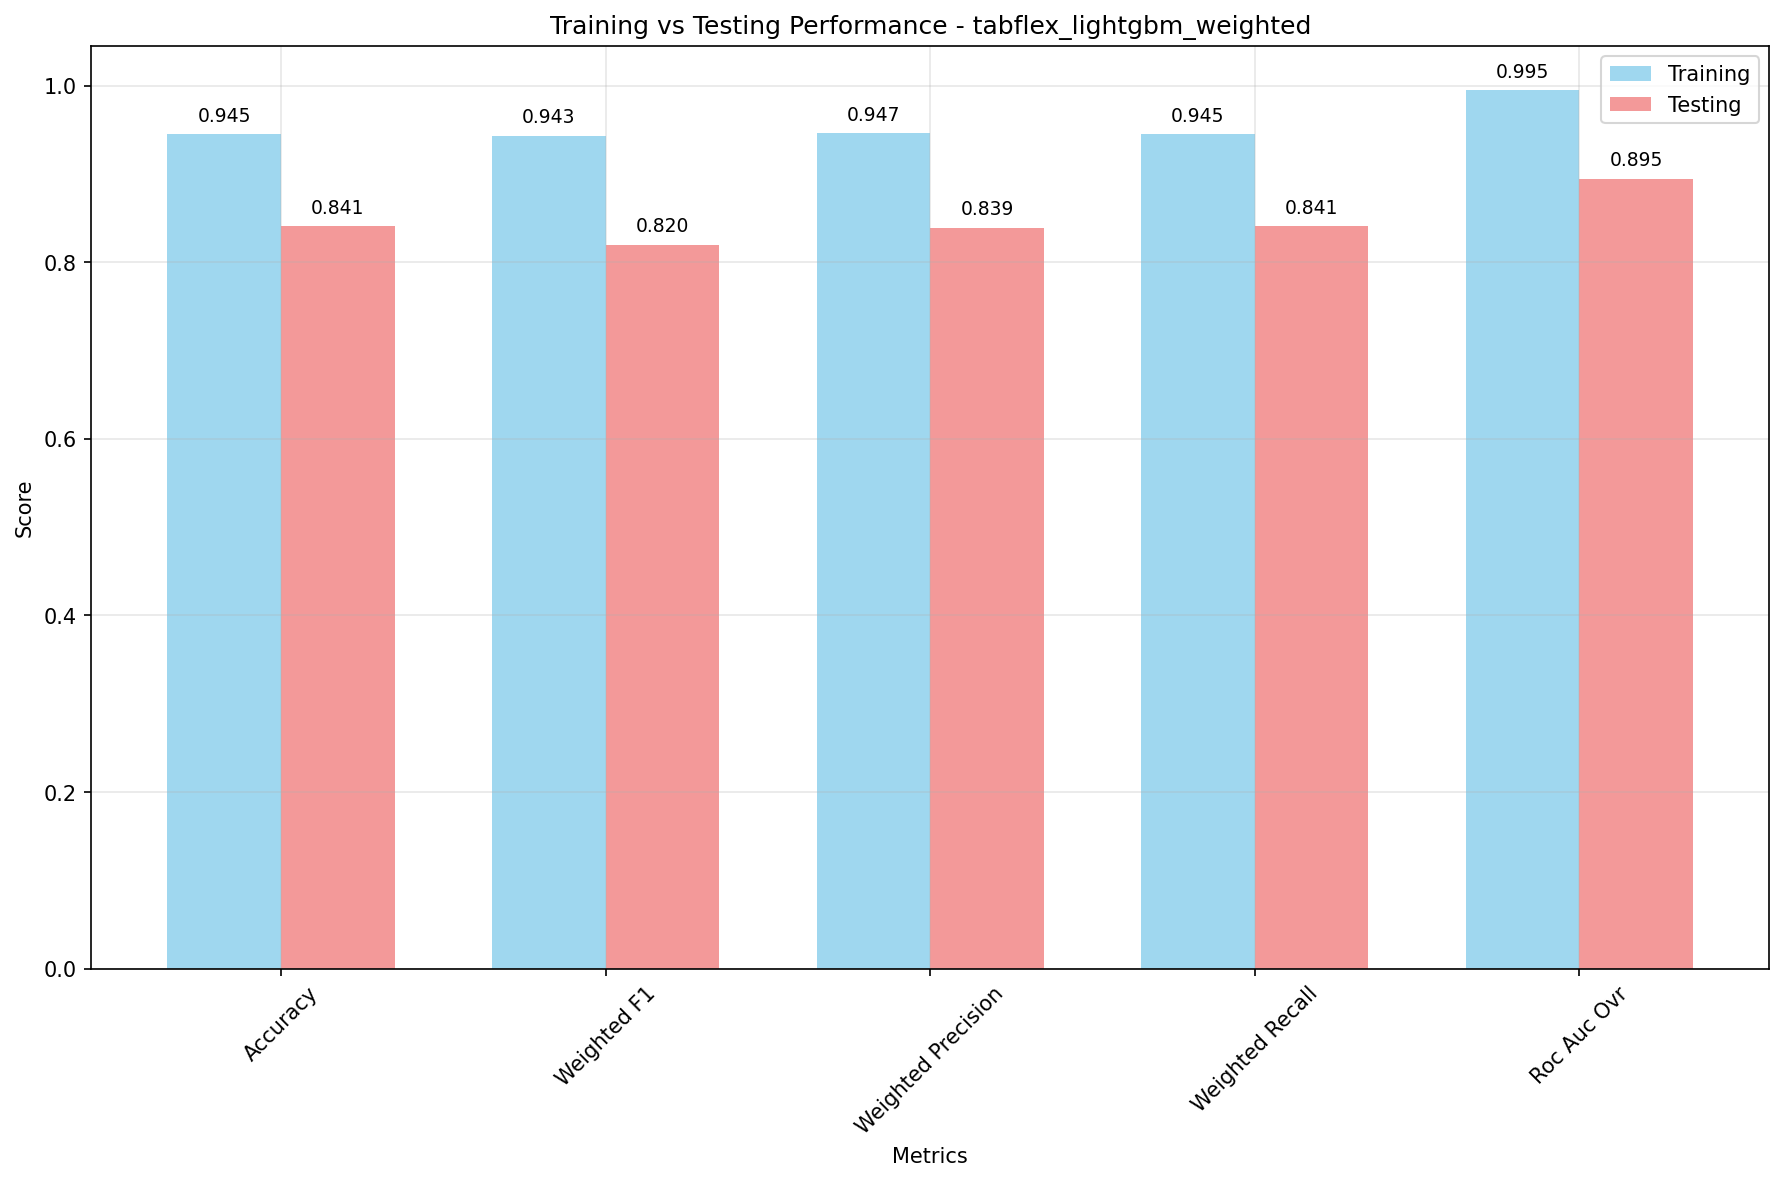 Training vs Testing Performance - tabflex_lightgbm_weighted
Training
Testing
1.0
0.8
0.6
0.4
0.2
0.0
Score
0.945
0.841
0.943
0.820
0.947
0.839
0.945
0.841
0.995
0.895
Accuracy
Weighted F1
Weighted Precision
Weighted Recall
Roc Auc Ovr
Metrics